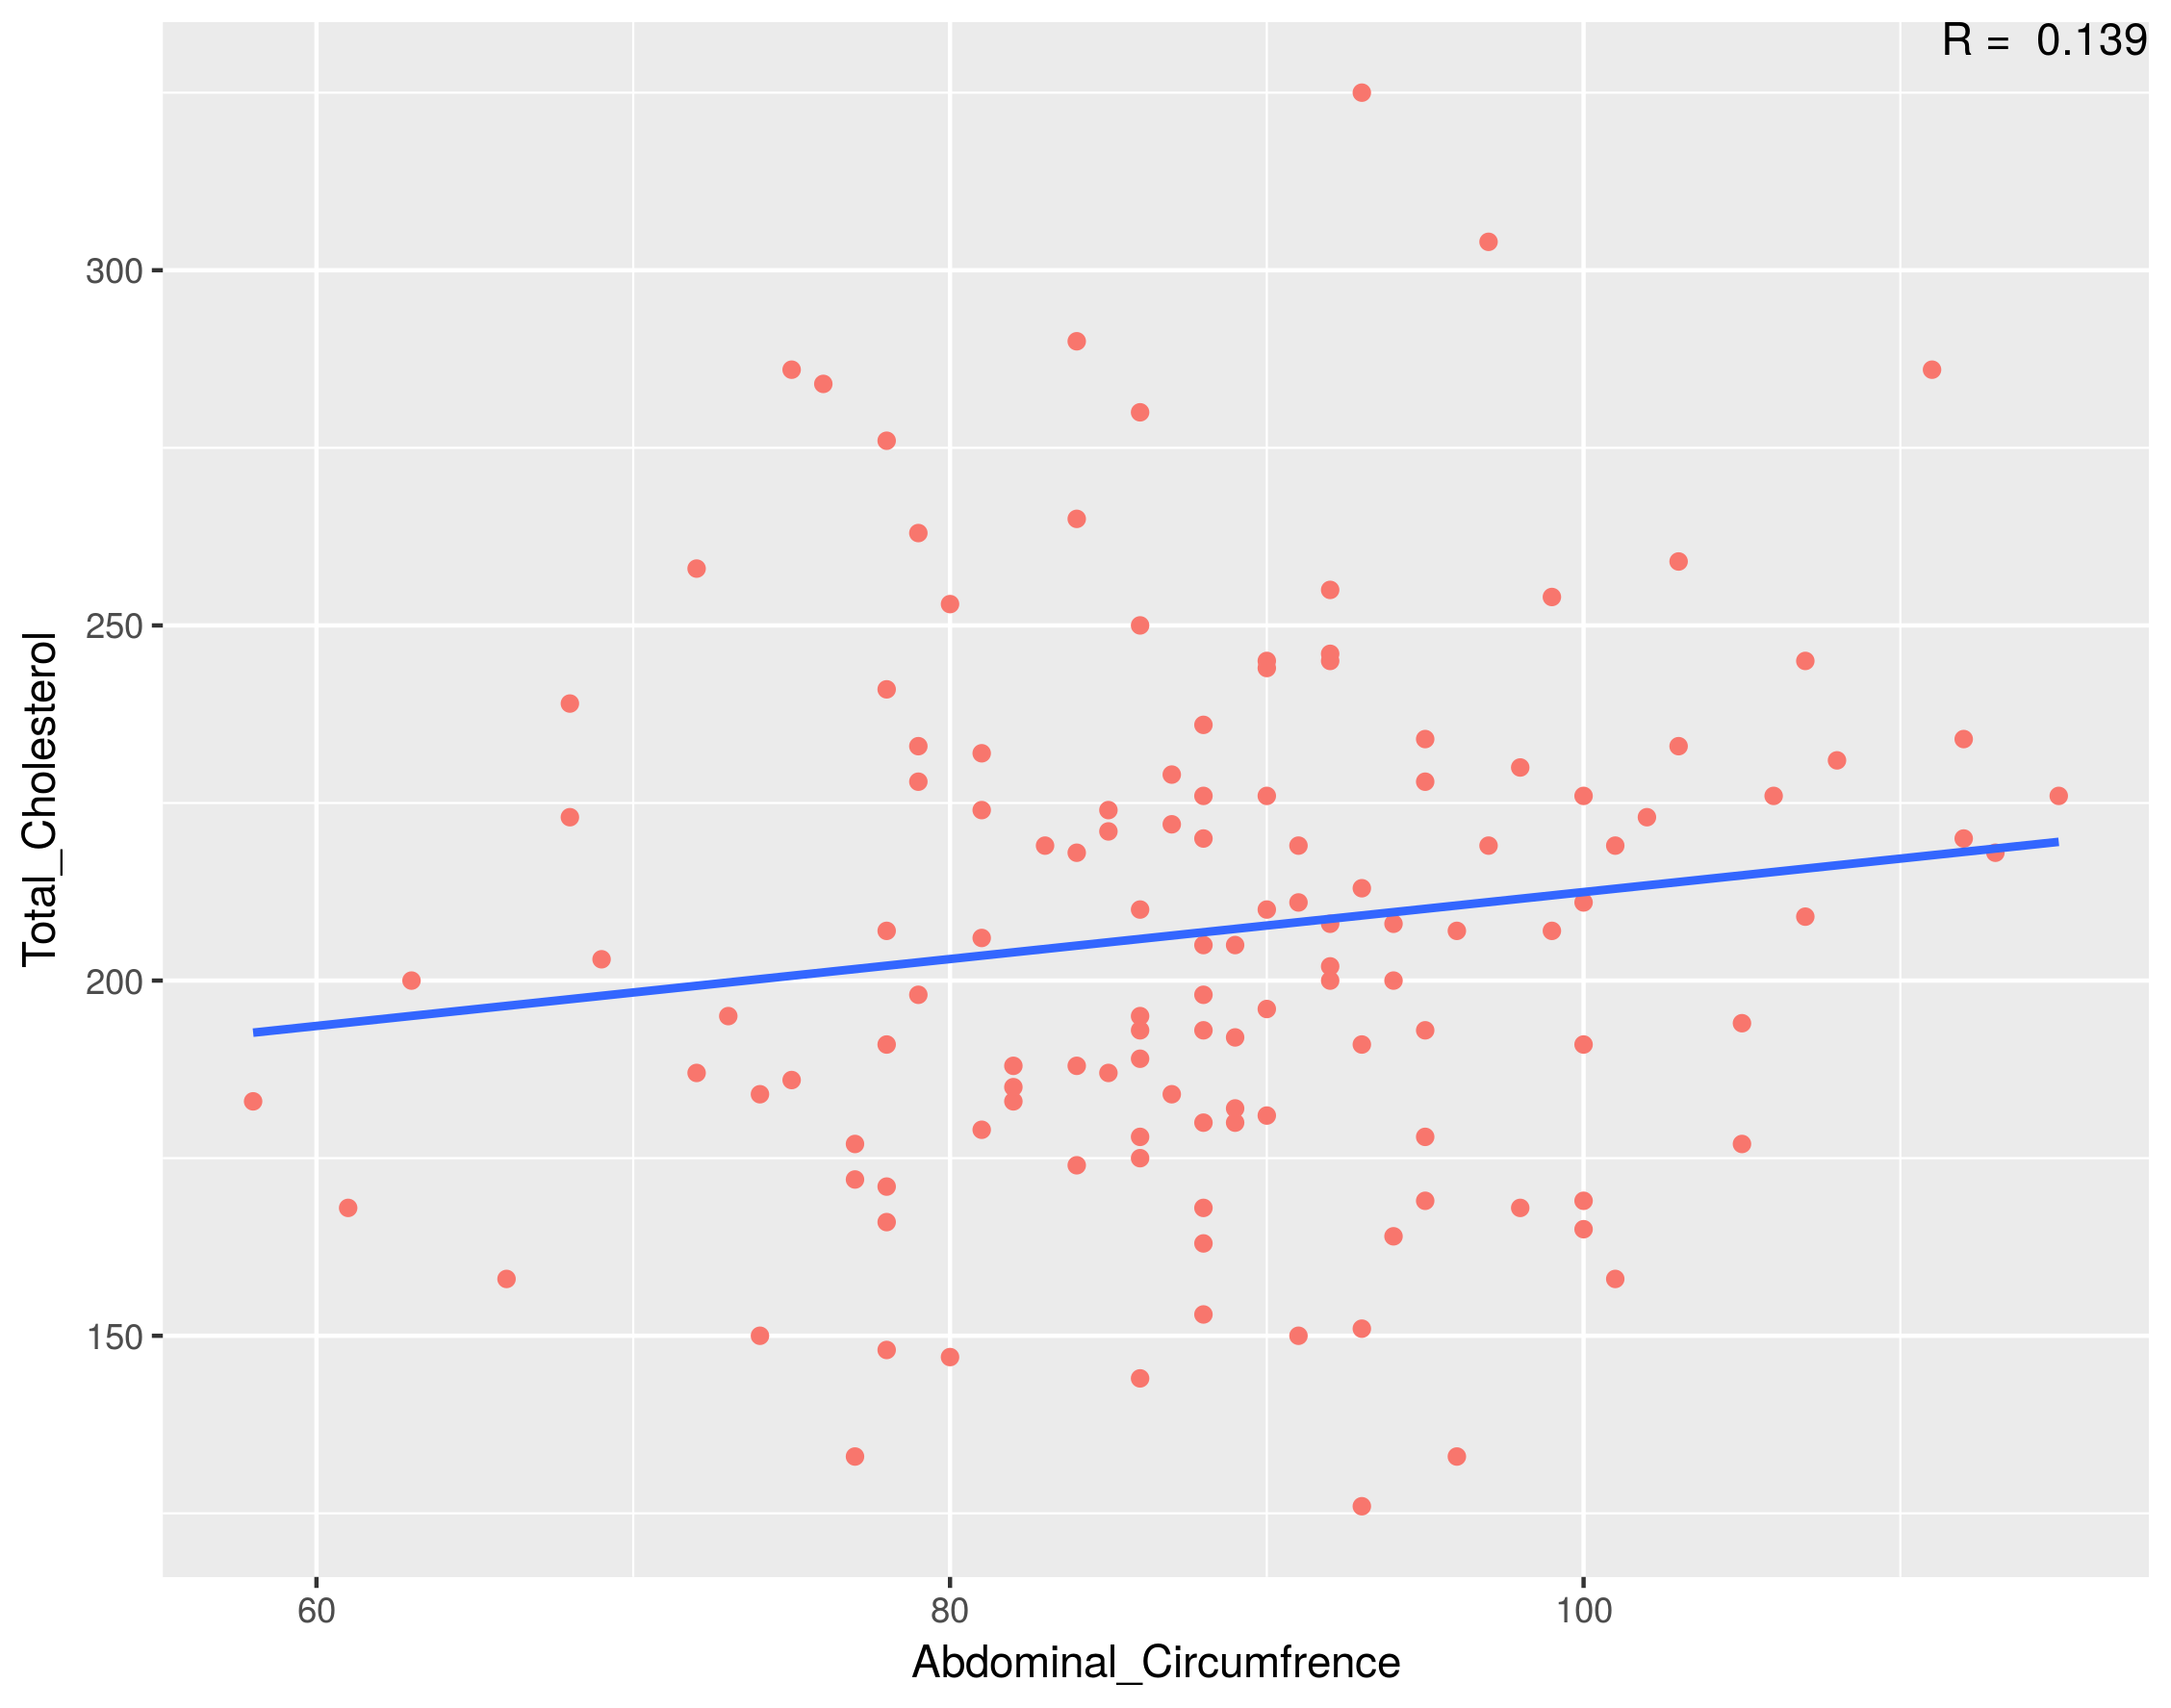 R = 0.139
300
250
200
150
Total_Cholesterol
60 80 100
Abdominal_Circumfrence